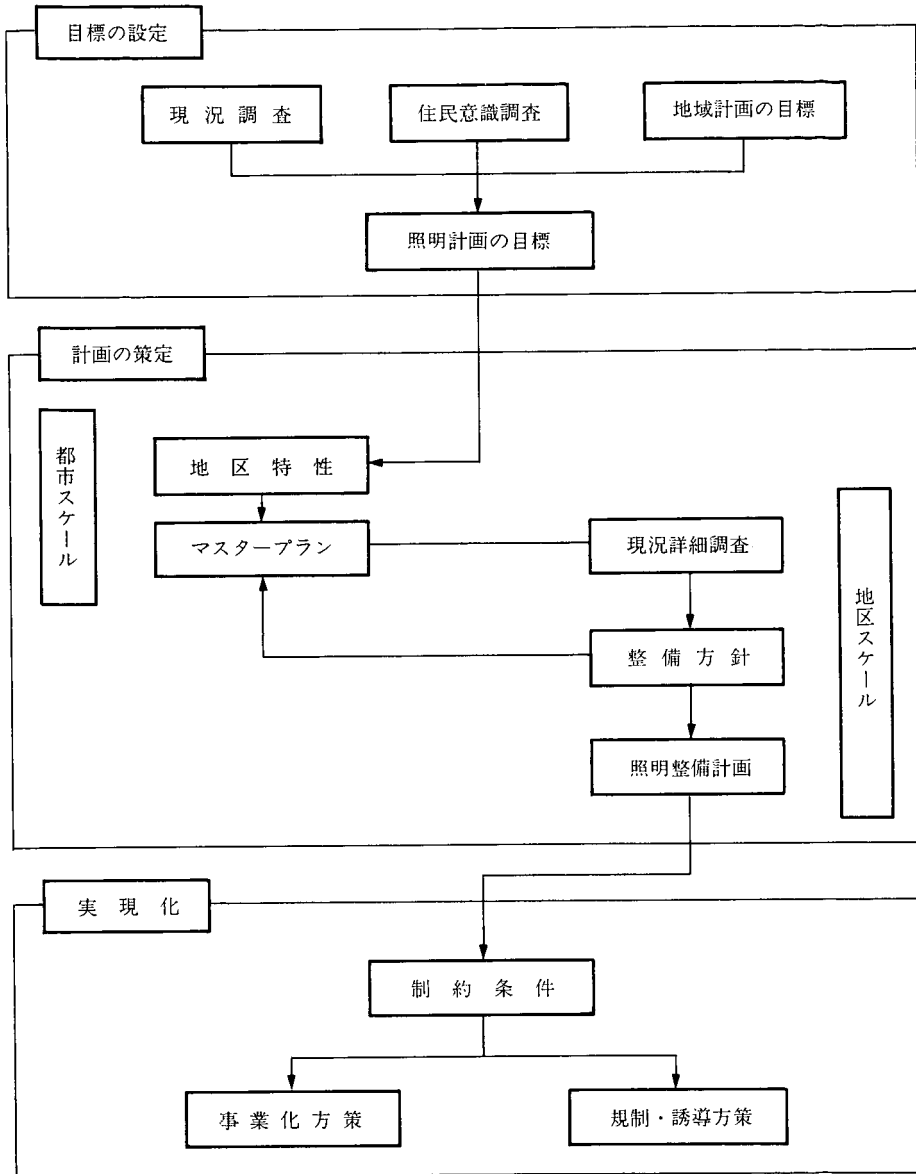 目標の設定
現況調査
住民意識調査
地域計画の目標
照明計画の目標
計画の策定
都市スケール
地区特性
マスタープラン
現況詳細調査
地区スケール
整備方針
照明整備計画
実現化
制約条件
事業化方策
規制・誘導方策